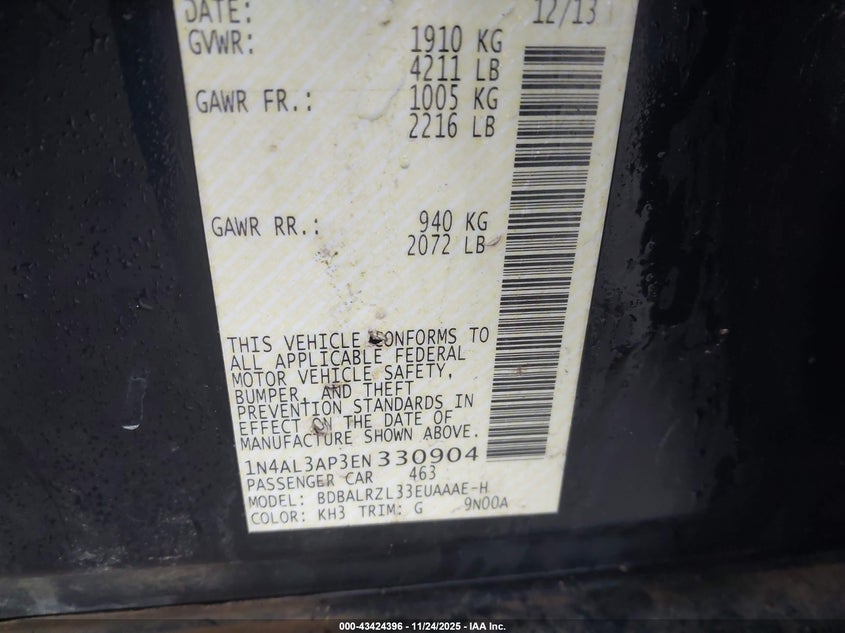 DATE: 12/13
GVWR: 1910 KG
4211 LB
GAWR FR.: 1005 KG
2216 LB
GAWR RR.: 940 KG
2072 LB
THIS VEHICLE CONFORMS TO
ALL APPLICABLE FEDERAL
MOTOR VEHICLE SAFETY,
BUMPER, AND THEFT
PREVENTION STANDARDS IN
EFFECT ON THE DATE OF
MANUFACTURE SHOWN ABOVE.
1N4AL3AP3EN330904
PASSENGER CAR 463
MODEL: BDBALRZL33EUAAAE-H
COLOR: KH3 TRIM: G 9N00A
000-43424396 - 11/24/2025 - IAA Inc.